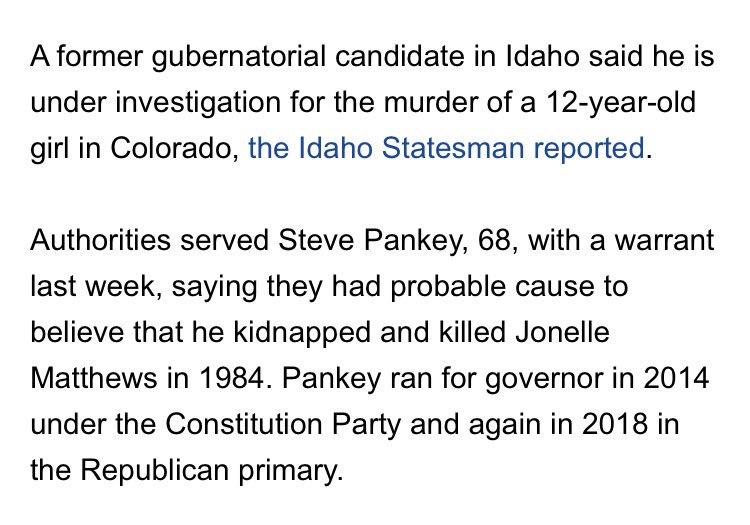 A former gubernatorial candidate in Idaho said he is
under investigation for the murder of a 12-year-old
girl in Colorado, the Idaho Statesman reported.
Authorities served Steve Pankey, 68, with a warrant
last week, saying they had probable cause to
believe that he kidnapped and killed Jonelle
Matthews in 1984. Pankey ran for governor in 2014
under the Constitution Party and again in 2018 in
the Republican primary.